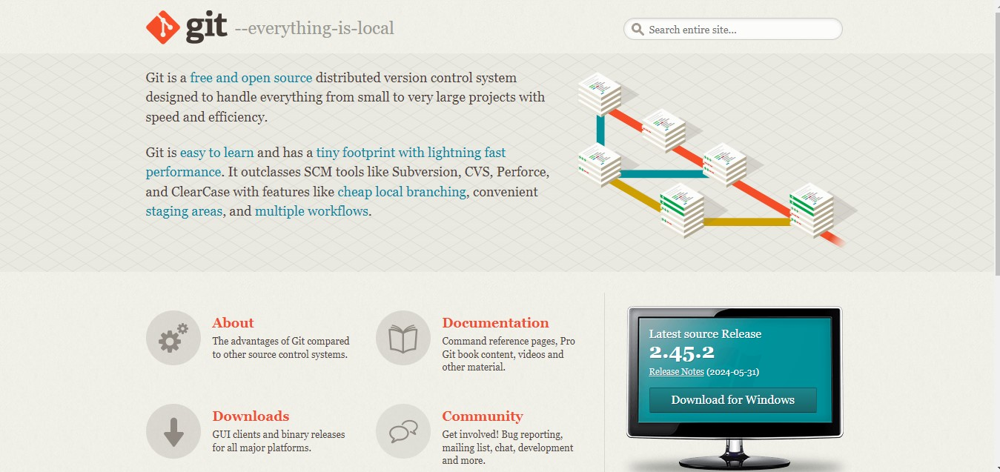 git --everything-is-local
Search entire site...
Git is a free and open source distributed version control system
designed to handle everything from small to very large projects with
speed and efficiency.
Git is easy to learn and has a tiny footprint with lightning fast
performance. It outclasses SCM tools like Subversion, CVS, Perforce,
and ClearCase with features like cheap local branching, convenient
staging areas, and multiple workflows.
About
The advantages of Git compared
to other source control systems.
Documentation
Command reference pages, Pro
Git book content, videos and
other material.
Downloads
GUI clients and binary releases
for all major platforms.
Community
Get involved! Bug reporting,
mailing list, chat, development
and more.
Latest source Release
2.45.2
Release Notes (2024-05-31)
Download for Windows